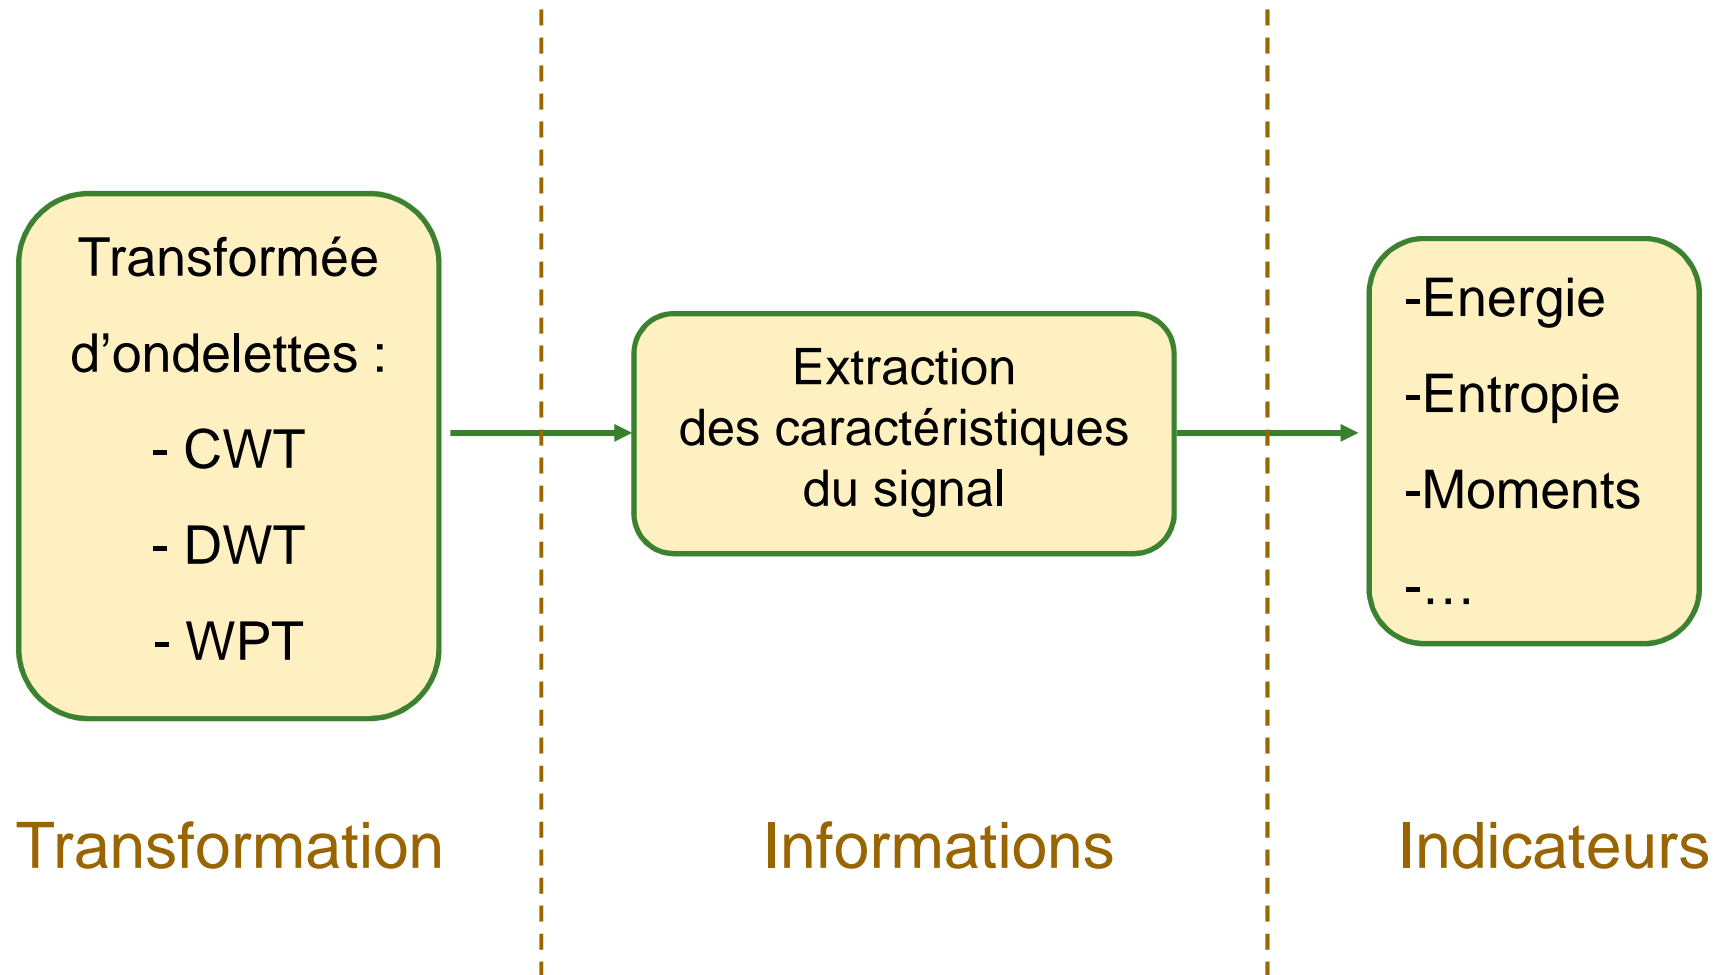 Transformée
d’ondelettes :
- CWT
- DWT
- WPT
Extraction
des caractéristiques
du signal
-Energie
-Entropie
-Moments
-…
Transformation
Informations
Indicateurs